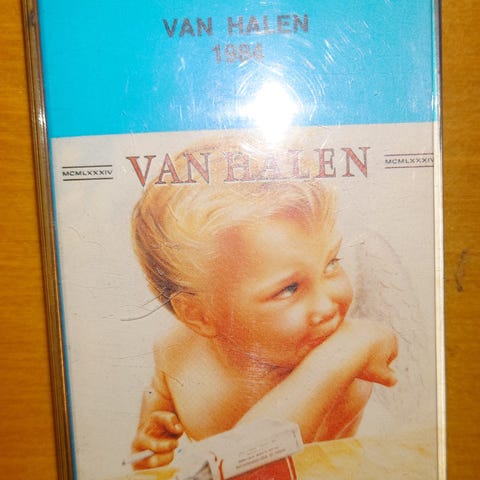 VAN HALEN
1984
MCMLXXXIV VAN HALEN MCMLXXXIV